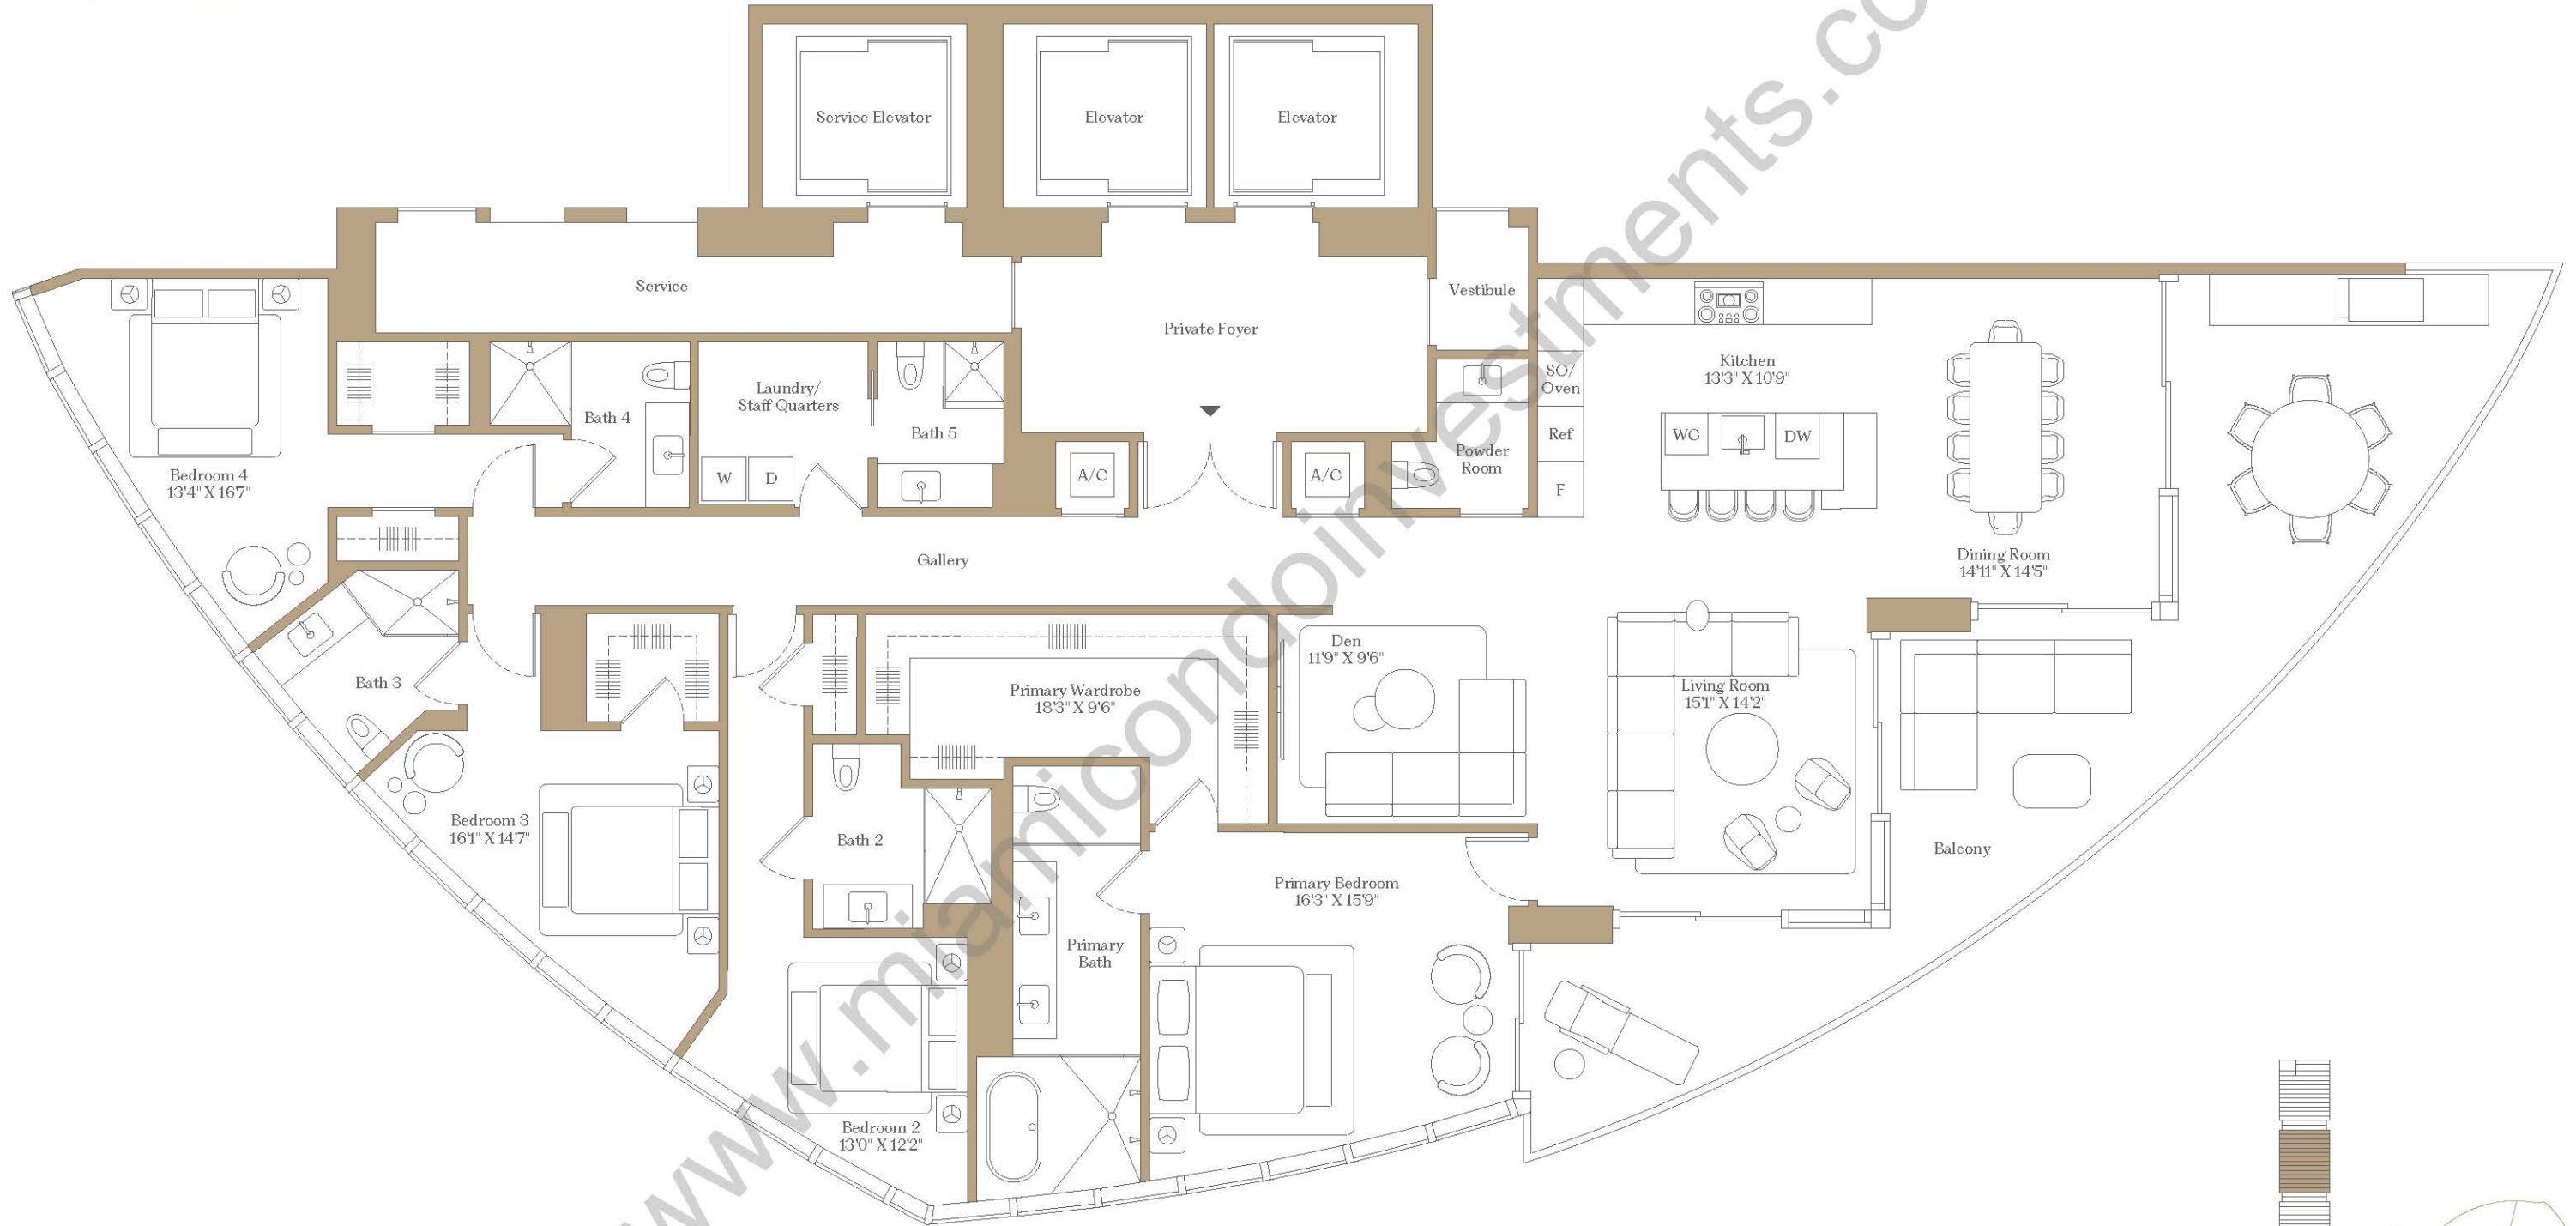 Service Elevator
Elevator
Elevator
Service
Private Foyer
Vestibule
Kitchen
13'3" X 10'9"
SO/
Oven
Ref
F
WC
DW
Laundry/
Staff Quarters
W
D
Bath 4
Bath 5
A/C
A/C
Powder
Room
Bedroom 4
13'4" X 16'7"
Gallery
Dining Room
14'11" X 14'5"
Den
11'9" X 9'6"
Living Room
15'1" X 14'2"
Primary Wardrobe
18'3" X 9'6"
Bath 3
Bedroom 3
16'1" X 14'7"
Bath 2
Balcony
Primary Bedroom
16'3" X 15'9"
Primary
Bath
Bedroom 2
13'0" X 12'2"
www.miamicondoinvestments.co